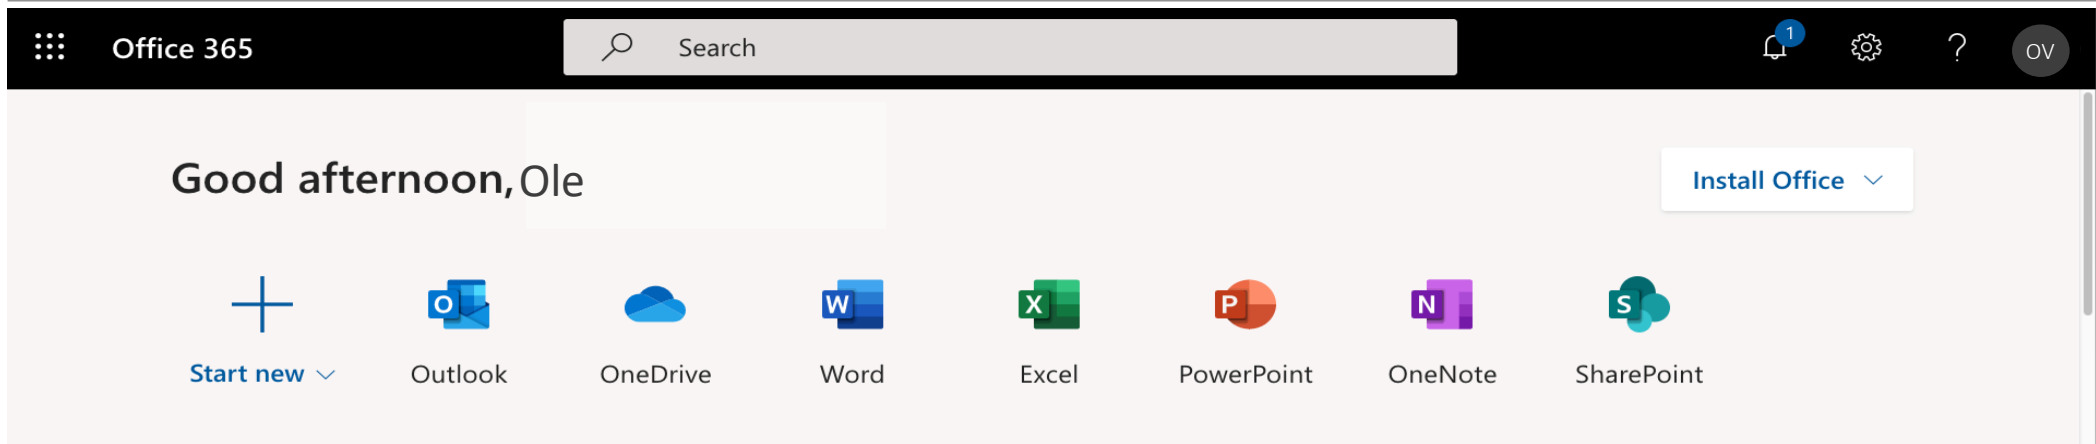 Office 365 Search 1 OV
Good afternoon, Ole Install Office
O W X P N S
Start new Outlook OneDrive Word Excel PowerPoint OneNote SharePoint